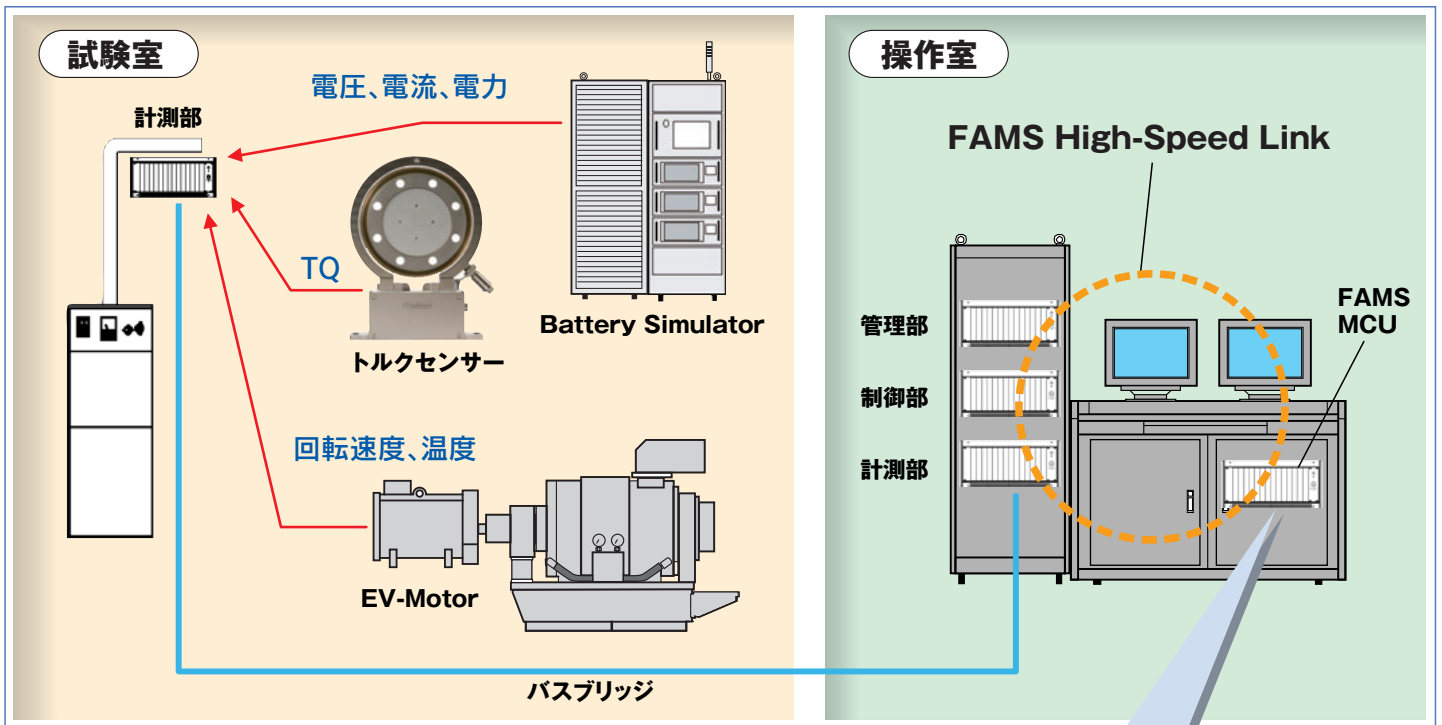 試験室
計測部
電圧、電流、電力
TQ
トルクセンサー
Battery Simulator
回転速度、温度
EV-Motor
バスブリッジ
操作室
FAMS High-Speed Link
管理部
制御部
計測部
FAMS
MCU